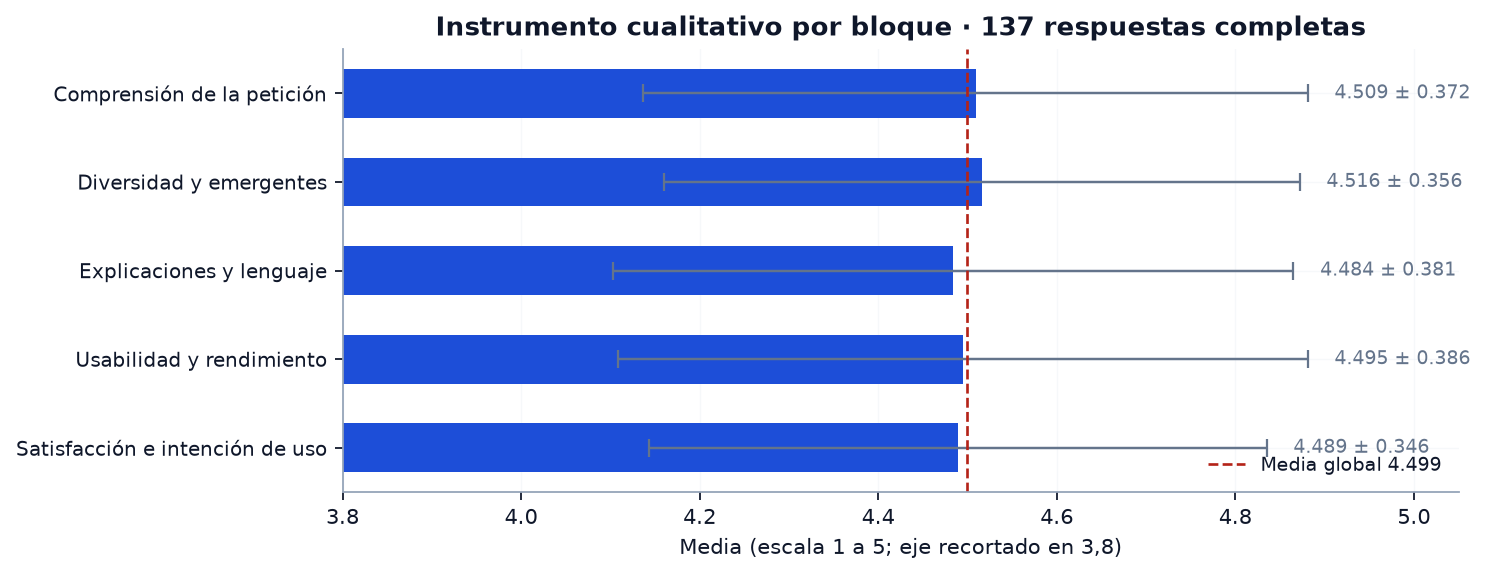 Instrumento cualitativo por bloque · 137 respuestas completas
Comprensión de la petición
4.509 ± 0.372
Diversidad y emergentes
4.516 ± 0.356
Explicaciones y lenguaje
4.484 ± 0.381
Usabilidad y rendimiento
4.495 ± 0.386
Satisfacción e intención de uso
4.489 ± 0.346
Media global 4.499
3.8 4.0 4.2 4.4 4.6 4.8 5.0
Media (escala 1 a 5; eje recortado en 3,8)